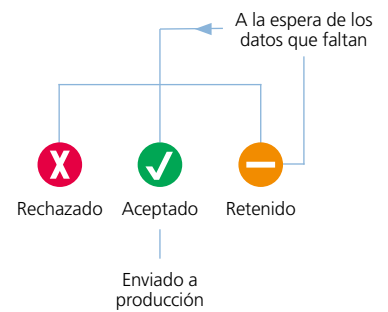 A la espera de los
datos que faltan
X
Rechazado Aceptado Retenido
Enviado a
producción